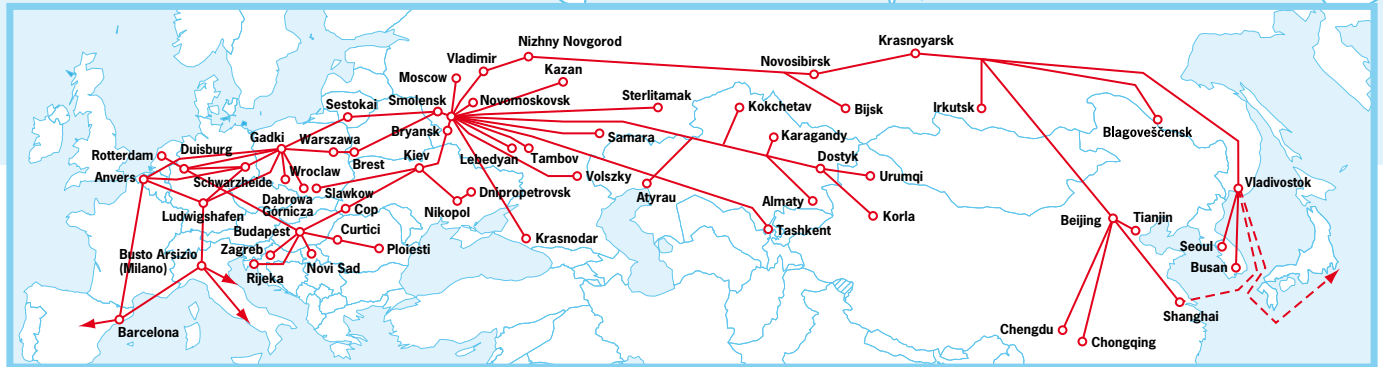 Krasnoyarsk
Nizhny Novgorod
Vladimir
Novosibirsk
Kazan
Moscow
Sterlitamak
Sestokai
Smolensk
Novomoskovsk
Kokchetav
Bijsk
Irkutsk
Blagoveščensk
Bryansk
Samara
Karagandy
Gadki
Warszawa
Duisburg
Rotterdam
Kiev
Lebedyan
Tambov
Dostyk
Brest
Anvers
Wroclaw
Schwarzheide
Volszky
Urumqi
Vladivostok
Slawkow
Dnipropetrovsk
Dabrowa
Górnicza
Atyrau
Almaty
Cop
Nikopol
Ludwigshafen
Korla
Beijing
Tianjin
Budapest
Curtici
Tashkent
Krasnodar
Seoul
Zagreb
Ploiesti
Busto Arsizio
(Milano)
Novi Sad
Busan
Rijeka
Shanghai
Barcelona
Chengdu
Chongqing